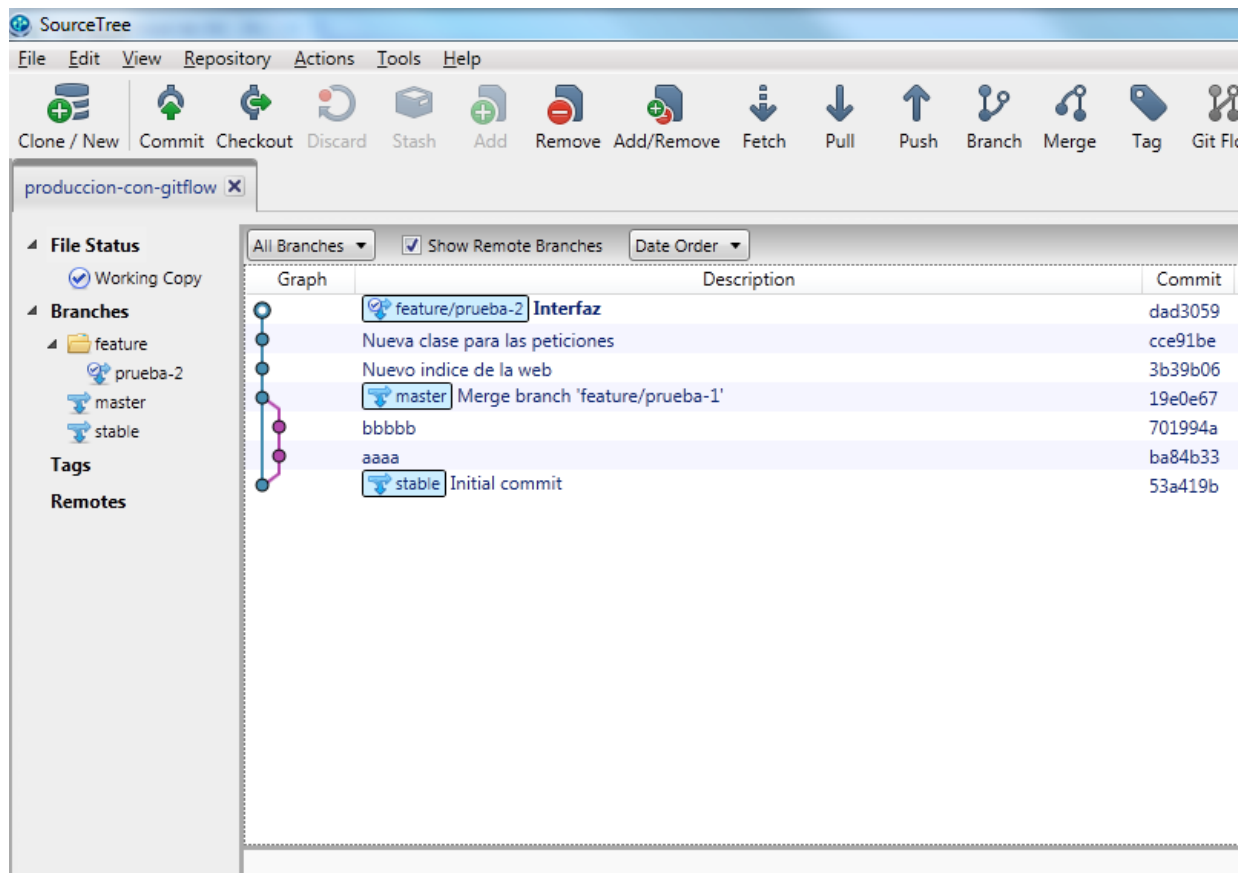 SourceTree
File Edit View Repository Actions Tools Help
Clone / New Commit Checkout Discard Stash Add Remove Add/Remove Fetch Pull Push Branch Merge Tag Git Flo
produccion-con-gitflow
File Status
Working Copy
Branches
feature
prueba-2
master
stable
Tags
Remotes
All Branches Show Remote Branches Date Order
Graph Description Commit
feature/prueba-2 Interfaz dad3059
Nueva clase para las peticiones cce91be
Nuevo indice de la web 3b39b06
master Merge branch 'feature/prueba-1' 19e0e67
bbbbb 701994a
aaaa ba84b33
stable Initial commit 53a419b